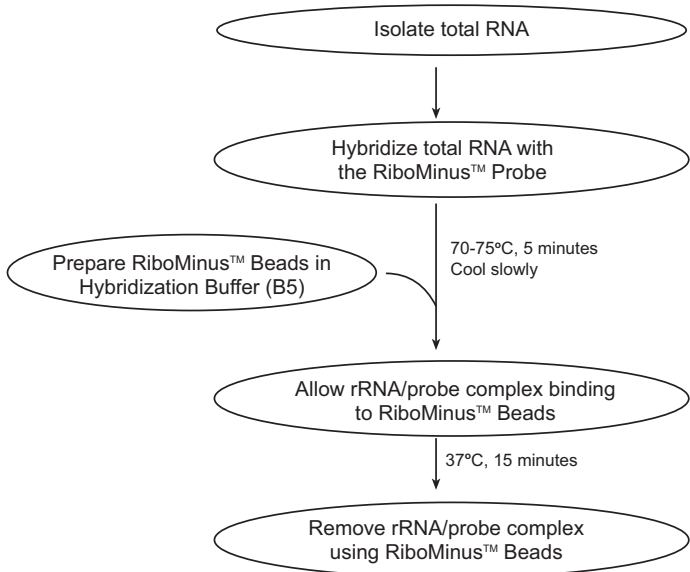 Isolate total RNA
Hybridize total RNA with
the RiboMinus™ Probe
70-75ºC, 5 minutes
Cool slowly
Prepare RiboMinus™ Beads in
Hybridization Buffer (B5)
Allow rRNA/probe complex binding
to RiboMinus™ Beads
37ºC, 15 minutes
Remove rRNA/probe complex
using RiboMinus™ Beads